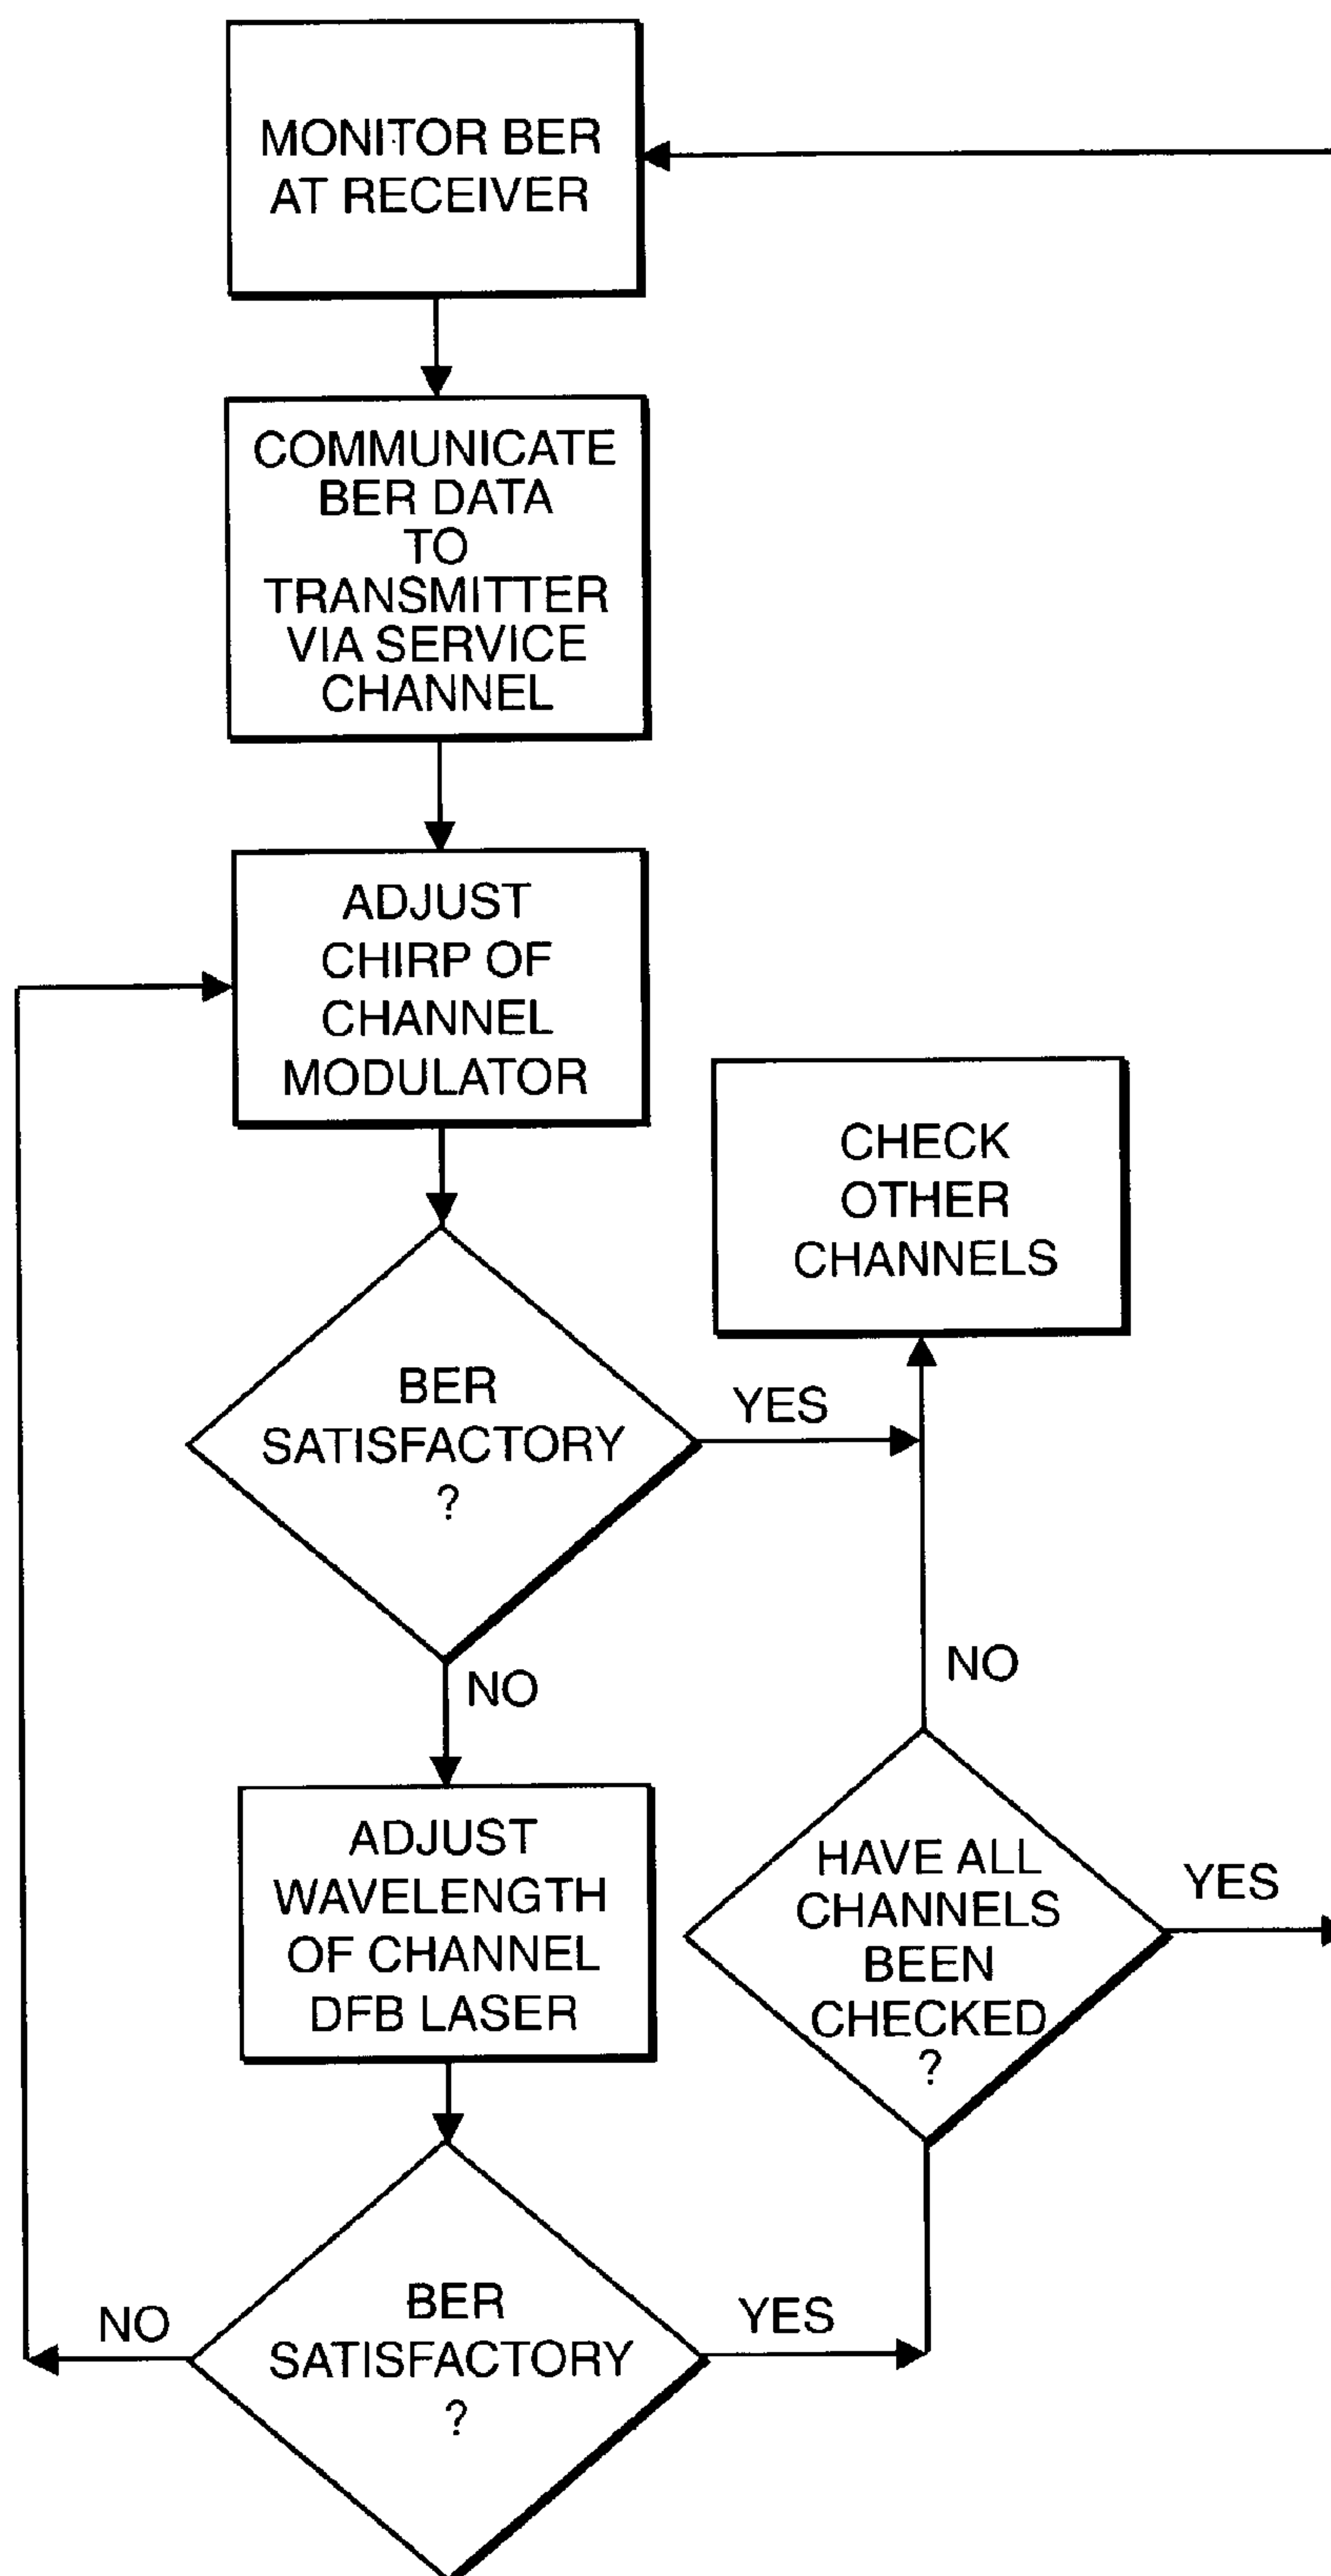 MONITOR BER
AT RECEIVER
COMMUNICATE
BER DATA
TO
TRANSMITTER
VIA SERVICE
CHANNEL
ADJUST
CHIRP OF
CHANNEL
MODULATOR
CHECK
OTHER
CHANNELS
BER
SATISFACTORY
?
YES
NO
NO
ADJUST
WAVELENGTH
OF CHANNEL
DFB LASER
HAVE ALL
CHANNELS
BEEN
CHECKED
?
YES
BER
SATISFACTORY
?
NO
YES